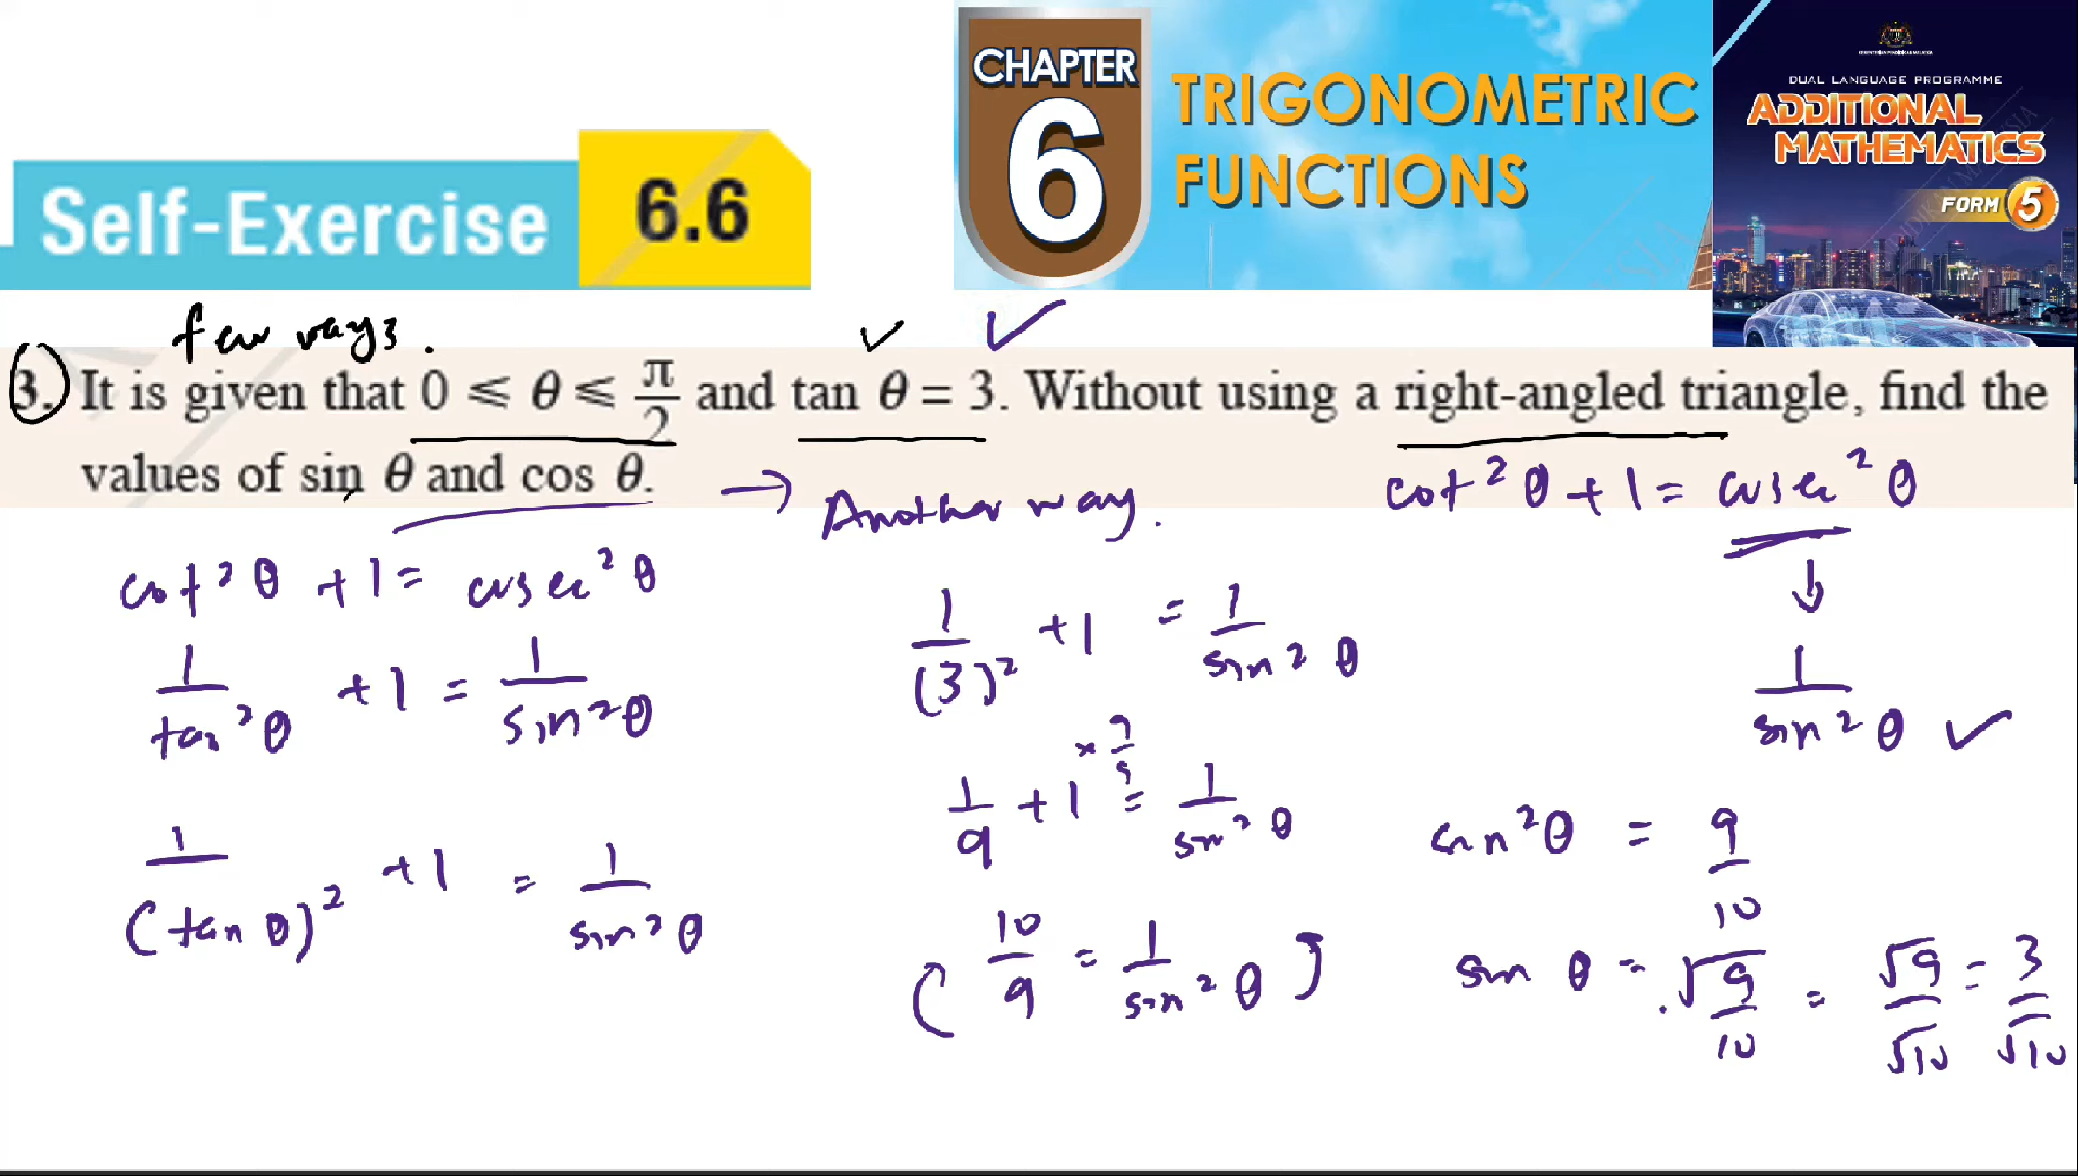 Self-Exercise 6.6
CHAPTER
6
TRIGONOMETRIC
FUNCTIONS
DUAL LANGUAGE PROGRAMME
ADDITIONAL
MATHEMATICS
FORM 5
few ways.
✓ ✓
3. It is given that 0 ⩽ θ ⩽ π/2 and tan θ = 3. Without using a right-angled triangle, find the
values of sin θ and cos θ.
→ Another way.
cot²θ + 1 = cosec²θ
cot²θ + 1 = cosec²θ
1/tan²θ + 1 = 1/sin²θ
1/(tan θ)² + 1 = 1/sin²θ
1/(3)² + 1 = 1/sin²θ
1/9 + 1 × 9/9 = 1/sin²θ
( 10/9 = 1/sin²θ )
↓
1/sin²θ ✓
sin²θ = 9/10
sin θ = √9/10 = √9/√10 = 3/√10